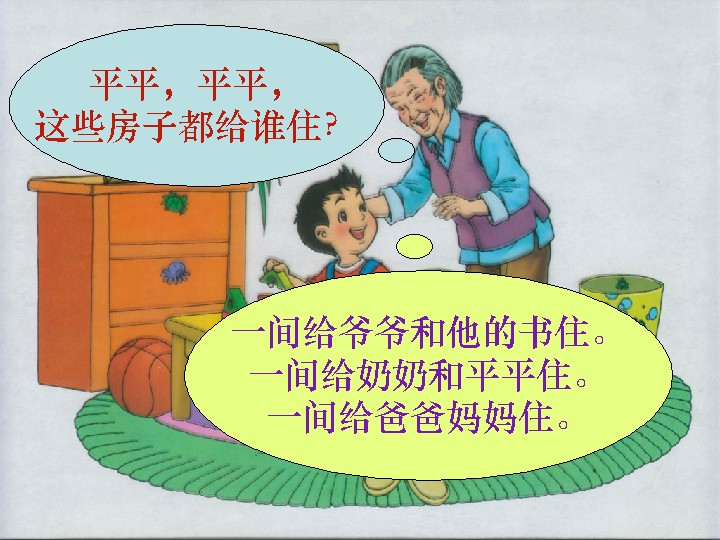 平平，平平，
这些房子都给谁住？
一间给爷爷和他的书住。
一间给奶奶和平平住。
一间给爸爸妈妈住。